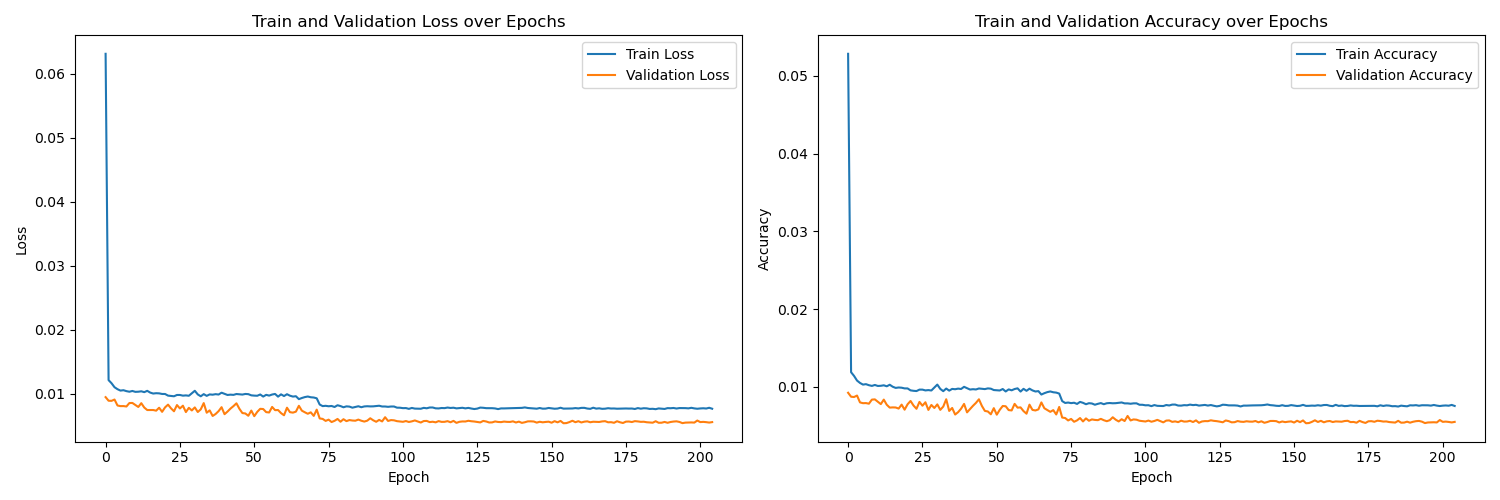 Train and Validation Loss over Epochs
Train Loss
Validation Loss
0.06
0.05
0.04
0.03
0.02
0.01
Loss
0 25 50 75 100 125 150 175 200
Epoch
Train and Validation Accuracy over Epochs
Train Accuracy
Validation Accuracy
0.05
0.04
0.03
0.02
0.01
Accuracy
0 25 50 75 100 125 150 175 200
Epoch